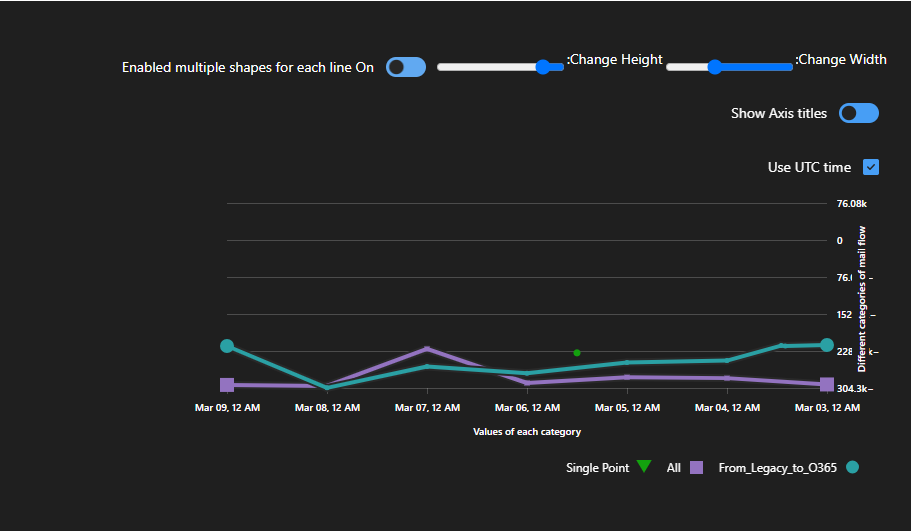 Enabled multiple shapes for each line On
:Change Height
:Change Width
Show Axis titles
Use UTC time
76.08k
0
76.0 –
152 –
228 k–
304.3k–
Different categories of mail flow
Mar 09, 12 AM Mar 08, 12 AM Mar 07, 12 AM Mar 06, 12 AM Mar 05, 12 AM Mar 04, 12 AM Mar 03, 12 AM
Values of each category
Single Point All From_Legacy_to_O365